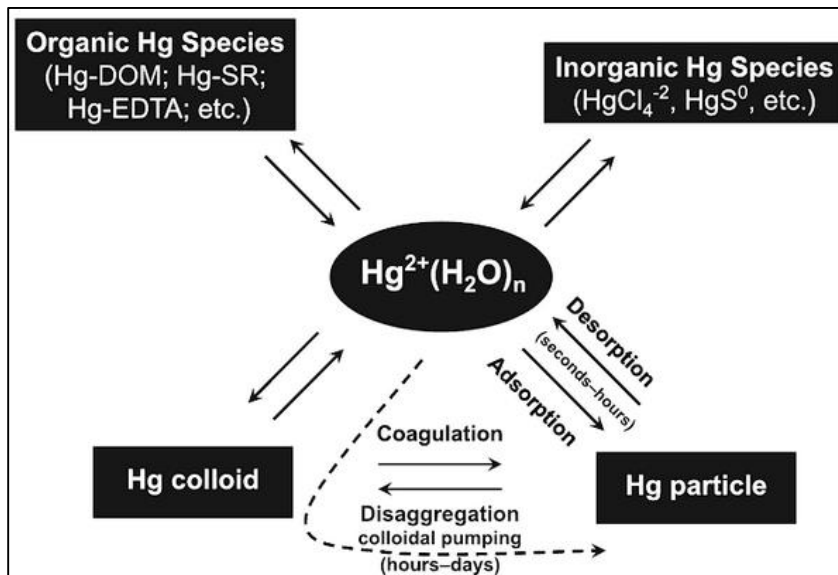 Organic Hg Species
(Hg-DOM; Hg-SR;
Hg-EDTA; etc.)
Inorganic Hg Species
(HgCl₄⁻², HgS⁰, etc.)
Hg²⁺(H₂O)ₙ
Desorption
(seconds–hours)
Adsorption
Coagulation
Hg colloid
Hg particle
Disaggregation
colloidal pumping
(hours–days)